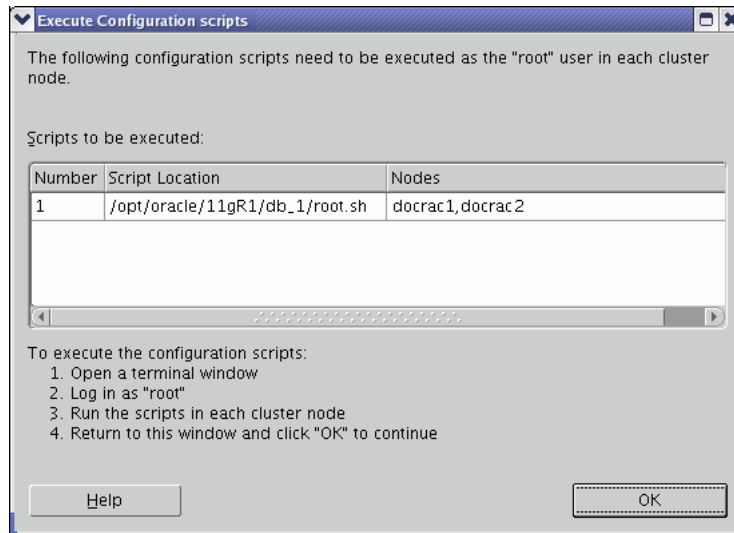 Execute Configuration scripts
The following configuration scripts need to be executed as the "root" user in each cluster
node.
Scripts to be executed:
Number Script Location Nodes
1 /opt/oracle/11gR1/db_1/root.sh docrac1,docrac2
To execute the configuration scripts:
1. Open a terminal window
2. Log in as "root"
3. Run the scripts in each cluster node
4. Return to this window and click "OK" to continue
Help OK